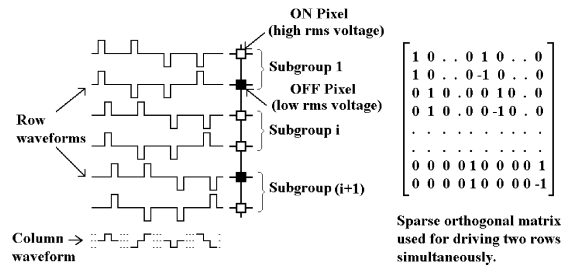 ON Pixel
(high rms voltage)
Subgroup 1
OFF Pixel
(low rms voltage)
Row
waveforms
Subgroup i
Subgroup (i+1)
Column
waveform
1 0 . . 0 1 0 . . 0
1 0 . . 0 -1 0 . . 0
0 1 0 . . 0 1 0 . . 0
0 1 0 . . 0 -1 0 . . 0
. . . . . . . . . .
. . . . . . . . . .
0 0 0 0 1 0 0 0 0 1
0 0 0 0 1 0 0 0 0 -1
Sparse orthogonal matrix
used for driving two rows
simultaneously.